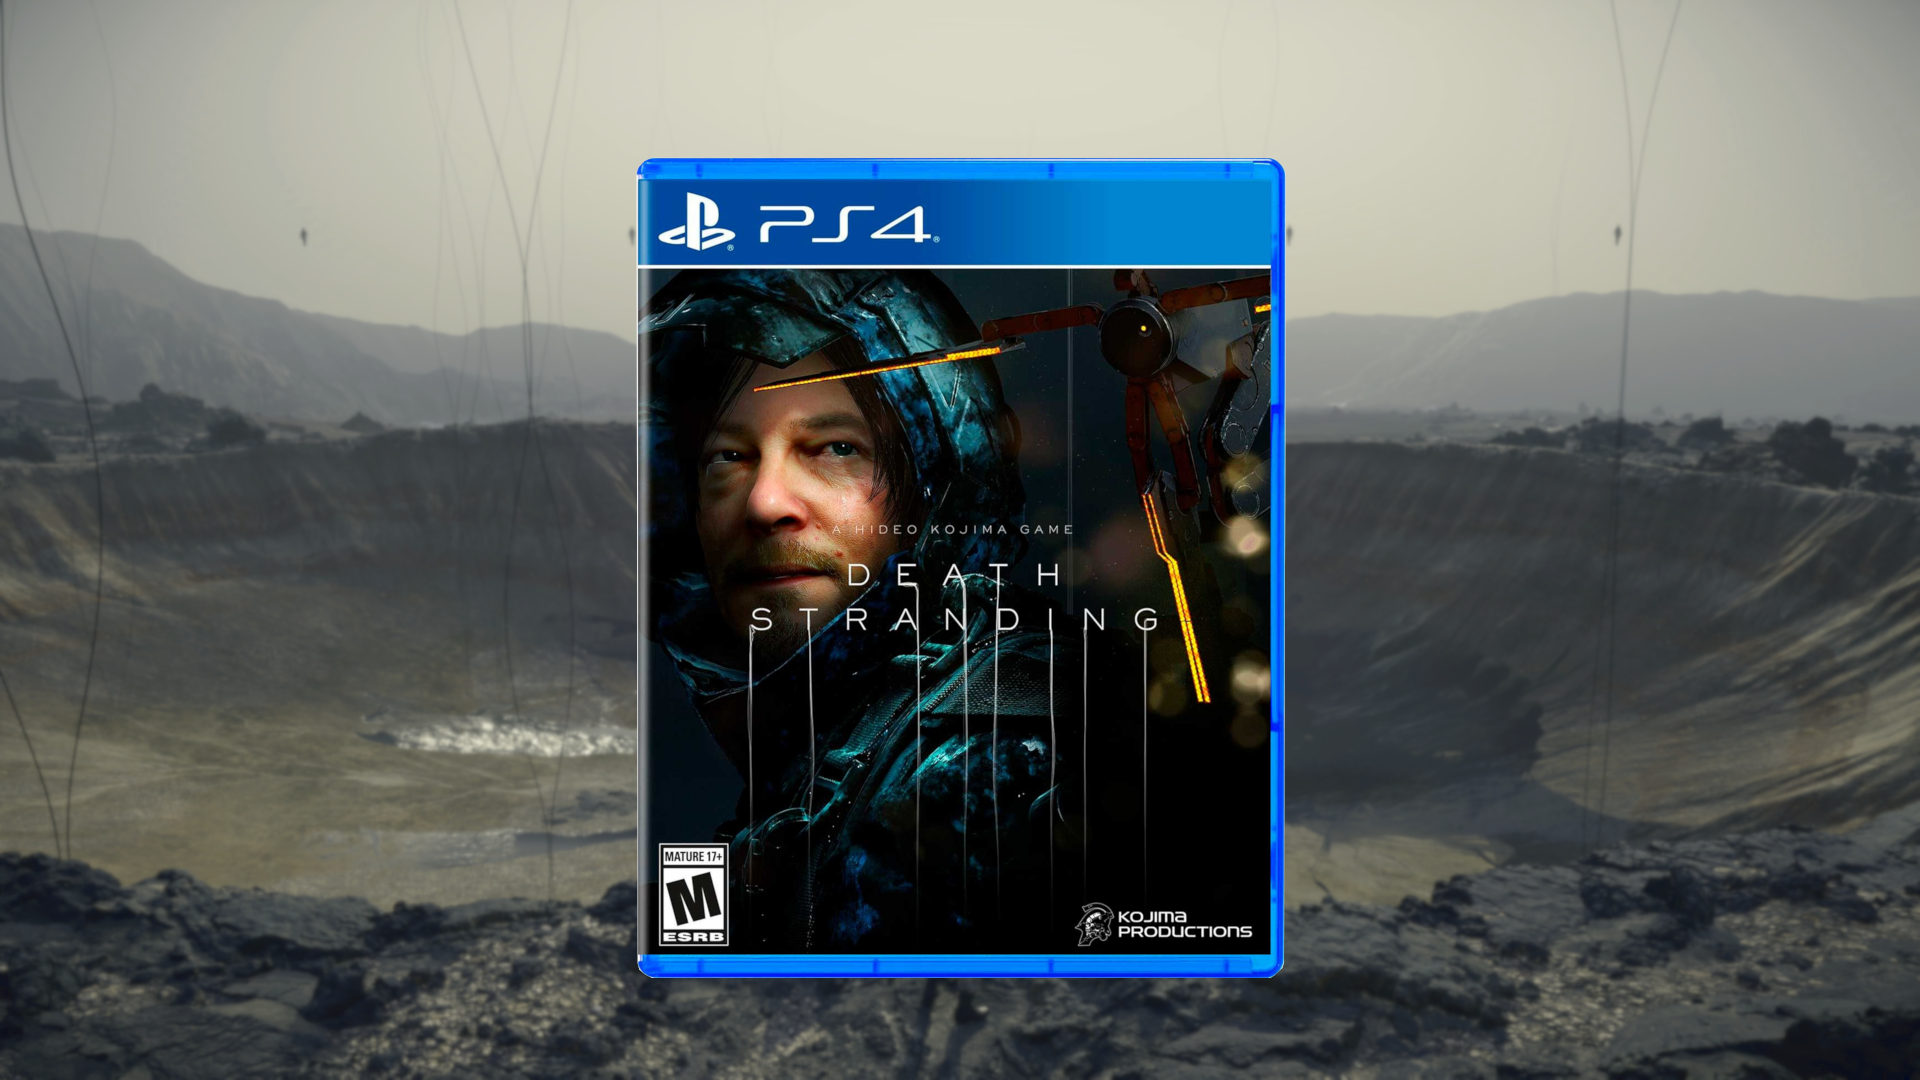 PS4
A HIDEO KOJIMA GAME
DEATH
STRANDING
MATURE 17+
M
ESRB
KOJIMA
PRODUCTIONS